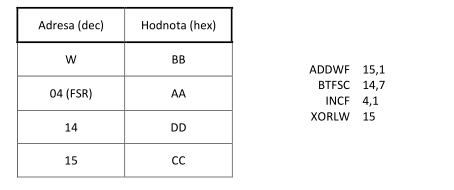 Adresa (dec) Hodnota (hex)
W BB
04 (FSR) AA
14 DD
15 CC
ADDWF 15,1
BTFSC 14,7
INCF 4,1
XORLW 15